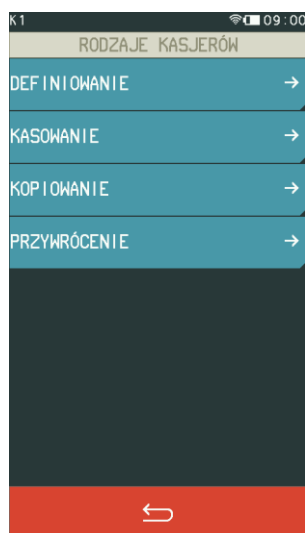 K1 09:00
RODZAJE KASJERÓW
DEFINIOWANIE
KASOWANIE
KOPIOWANIE
PRZYWRÓCENIE